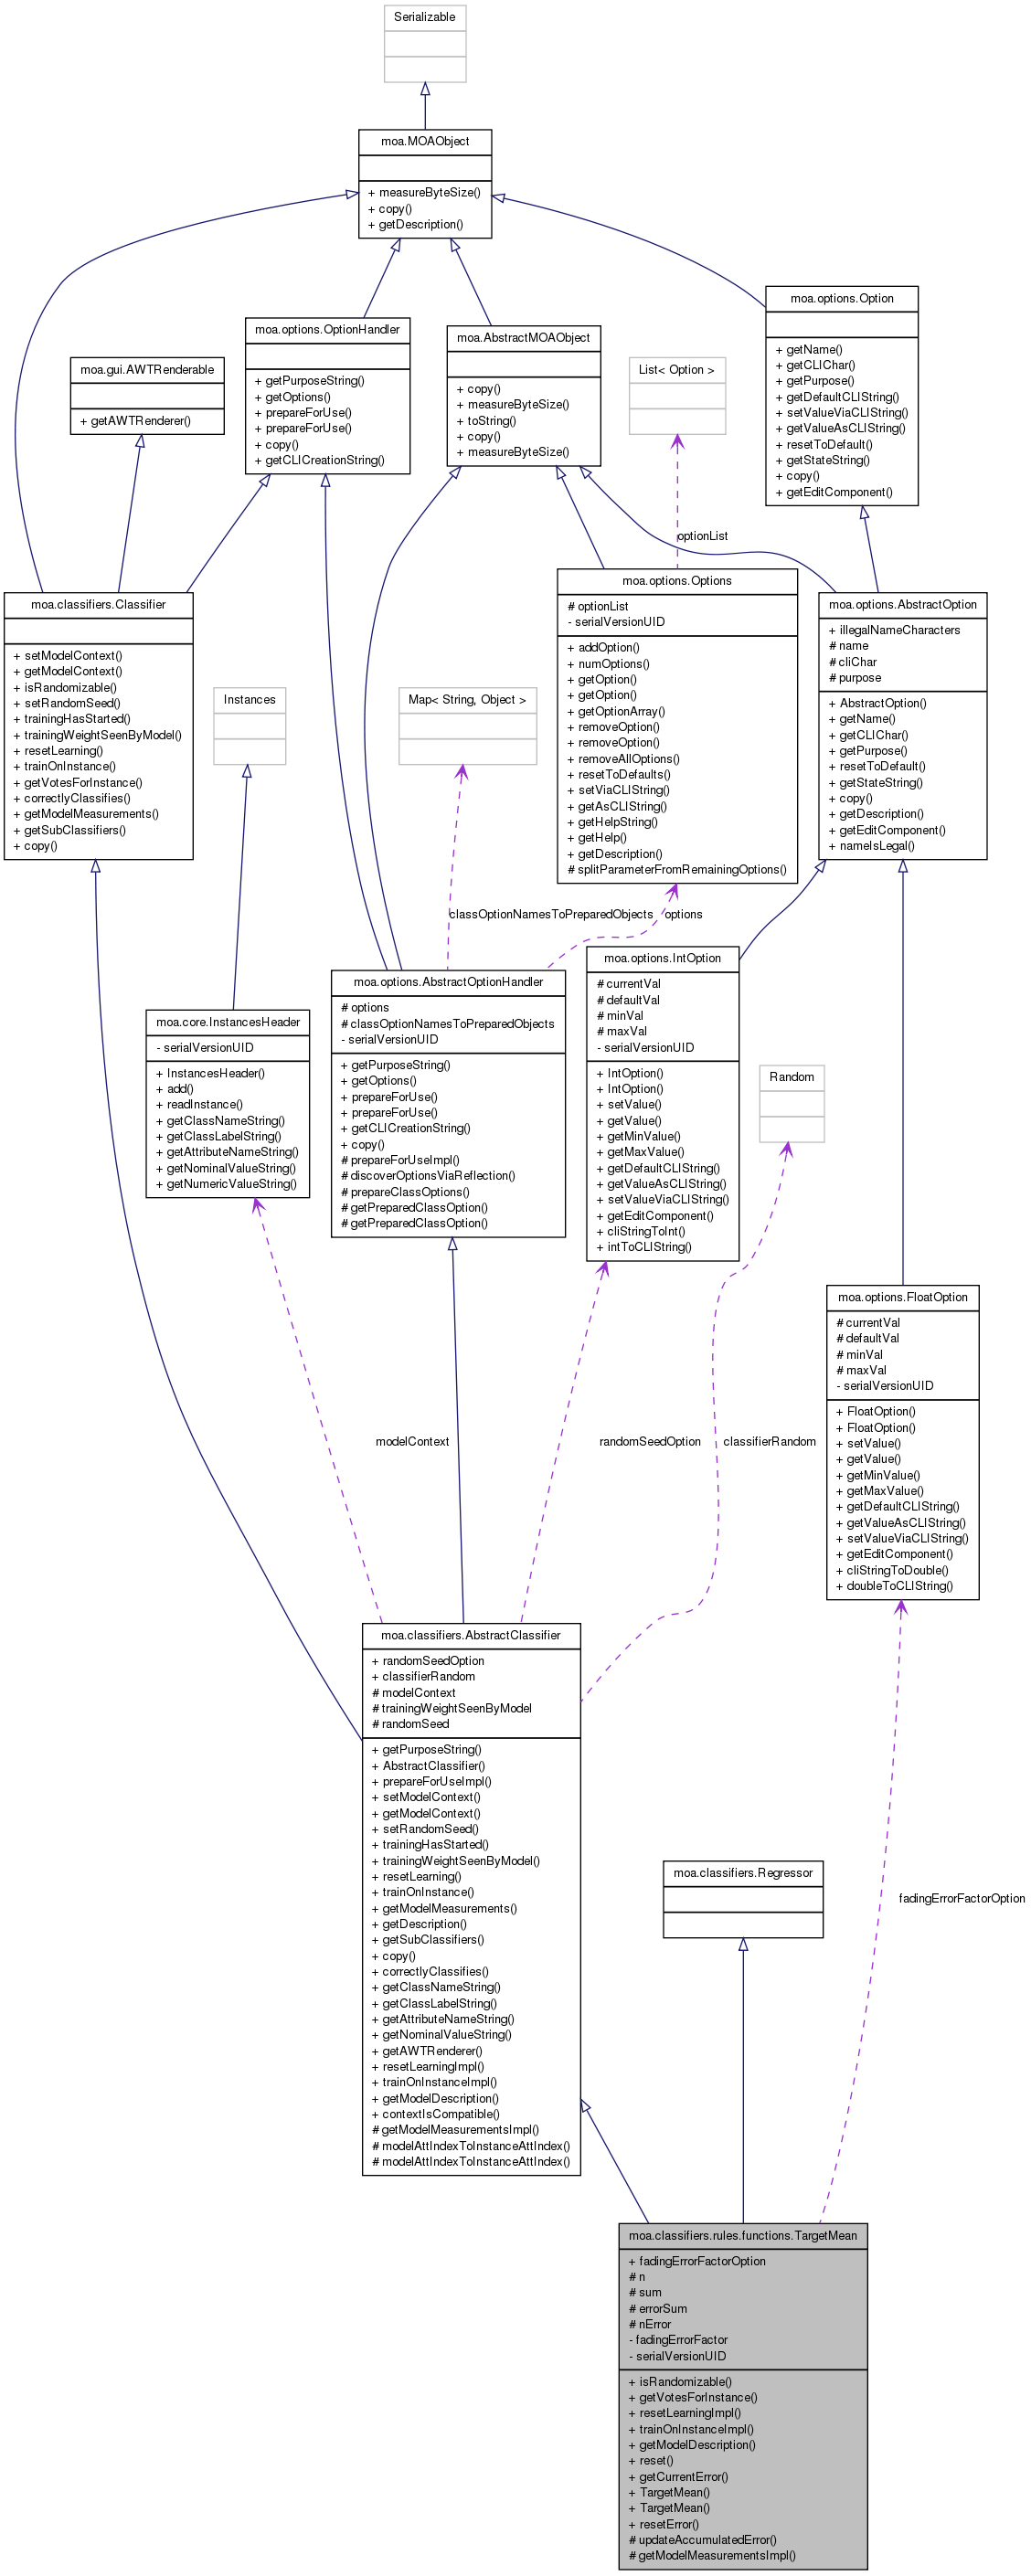 Serializable
moa.MOAObject
+ measureByteSize()
+ copy()
+ getDescription()
moa.options.Option
+ getName()
+ getCLIChar()
+ getPurpose()
+ getDefaultCLIString()
+ setValueViaCLIString()
+ getValueAsCLIString()
+ resetToDefault()
+ getStateString()
+ copy()
+ getEditComponent()
moa.options.OptionHandler
+ getPurposeString()
+ getOptions()
+ prepareForUse()
+ prepareForUse()
+ copy()
+ getCLICreationString()
moa.AbstractMOAObject
+ copy()
+ measureByteSize()
+ toString()
+ copy()
+ measureByteSize()
moa.gui.AWTRenderable
+ getAWTRenderer()
List< Option >
optionList
moa.classifiers.Classifier
+ setModelContext()
+ getModelContext()
+ isRandomizable()
+ setRandomSeed()
+ trainingHasStarted()
+ trainingWeightSeenByModel()
+ resetLearning()
+ trainOnInstance()
+ getVotesForInstance()
+ correctlyClassifies()
+ getModelMeasurements()
+ getSubClassifiers()
+ copy()
moa.options.Options
# optionList
- serialVersionUID
+ addOption()
+ numOptions()
+ getOption()
+ getOption()
+ getOptionArray()
+ removeOption()
+ removeOption()
+ removeAllOptions()
+ resetToDefaults()
+ setViaCLIString()
+ getAsCLIString()
+ getHelpString()
+ getHelp()
+ getDescription()
# splitParameterFromRemainingOptions()
moa.options.AbstractOption
+ illegalNameCharacters
# name
# cliChar
# purpose
+ AbstractOption()
+ getName()
+ getCLIChar()
+ getPurpose()
+ resetToDefault()
+ getStateString()
+ copy()
+ getDescription()
+ getEditComponent()
+ nameIsLegal()
Instances
Map< String, Object >
classOptionNamesToPreparedObjects
options
moa.core.InstancesHeader
- serialVersionUID
+ InstancesHeader()
+ add()
+ readInstance()
+ getClassNameString()
+ getClassLabelString()
+ getAttributeNameString()
+ getNominalValueString()
+ getNumericValueString()
moa.options.AbstractOptionHandler
# options
# classOptionNamesToPreparedObjects
- serialVersionUID
+ getPurposeString()
+ getOptions()
+ prepareForUse()
+ prepareForUse()
+ getCLICreationString()
+ copy()
# prepareForUseImpl()
# discoverOptionsViaReflection()
# prepareClassOptions()
# getPreparedClassOption()
# getPreparedClassOption()
moa.options.IntOption
# currentVal
# defaultVal
# minVal
# maxVal
- serialVersionUID
+ IntOption()
+ IntOption()
+ setValue()
+ getValue()
+ getMinValue()
+ getMaxValue()
+ getDefaultCLIString()
+ getValueAsCLIString()
+ setValueViaCLIString()
+ getEditComponent()
+ cliStringToInt()
+ intToCLIString()
Random
moa.options.FloatOption
# currentVal
# defaultVal
# minVal
# maxVal
- serialVersionUID
+ FloatOption()
+ FloatOption()
+ setValue()
+ getValue()
+ getMinValue()
+ getMaxValue()
+ getDefaultCLIString()
+ getValueAsCLIString()
+ setValueViaCLIString()
+ getEditComponent()
+ cliStringToDouble()
+ doubleToCLIString()
modelContext
randomSeedOption
classifierRandom
moa.classifiers.AbstractClassifier
+ randomSeedOption
+ classifierRandom
# modelContext
# trainingWeightSeenByModel
# randomSeed
+ getPurposeString()
+ AbstractClassifier()
+ prepareForUseImpl()
+ setModelContext()
+ getModelContext()
+ setRandomSeed()
+ trainingHasStarted()
+ trainingWeightSeenByModel()
+ resetLearning()
+ trainOnInstance()
+ getModelMeasurements()
+ getDescription()
+ getSubClassifiers()
+ copy()
+ correctlyClassifies()
+ getClassNameString()
+ getClassLabelString()
+ getAttributeNameString()
+ getNominalValueString()
+ getAWTRenderer()
+ resetLearningImpl()
+ trainOnInstanceImpl()
+ getModelDescription()
+ contextIsCompatible()
# getModelMeasurementsImpl()
# modelAttIndexToInstanceAttIndex()
# modelAttIndexToInstanceAttIndex()
moa.classifiers.Regressor
fadingErrorFactorOption
moa.classifiers.rules.functions.TargetMean
+ fadingErrorFactorOption
# n
# sum
# errorSum
# nError
- fadingErrorFactor
- serialVersionUID
+ isRandomizable()
+ getVotesForInstance()
+ resetLearningImpl()
+ trainOnInstanceImpl()
+ getModelDescription()
+ reset()
+ getCurrentError()
+ TargetMean()
+ TargetMean()
+ resetError()
# updateAccumulatedError()
# getModelMeasurementsImpl()